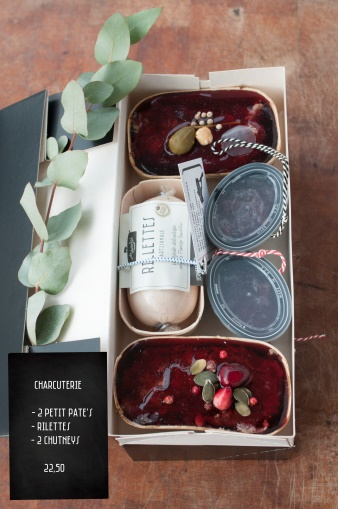 RILLETTES
CHARCUTERIE
- 2 PETIT PATE'S
- RILETTES
- 2 CHUTNEYS
22,50